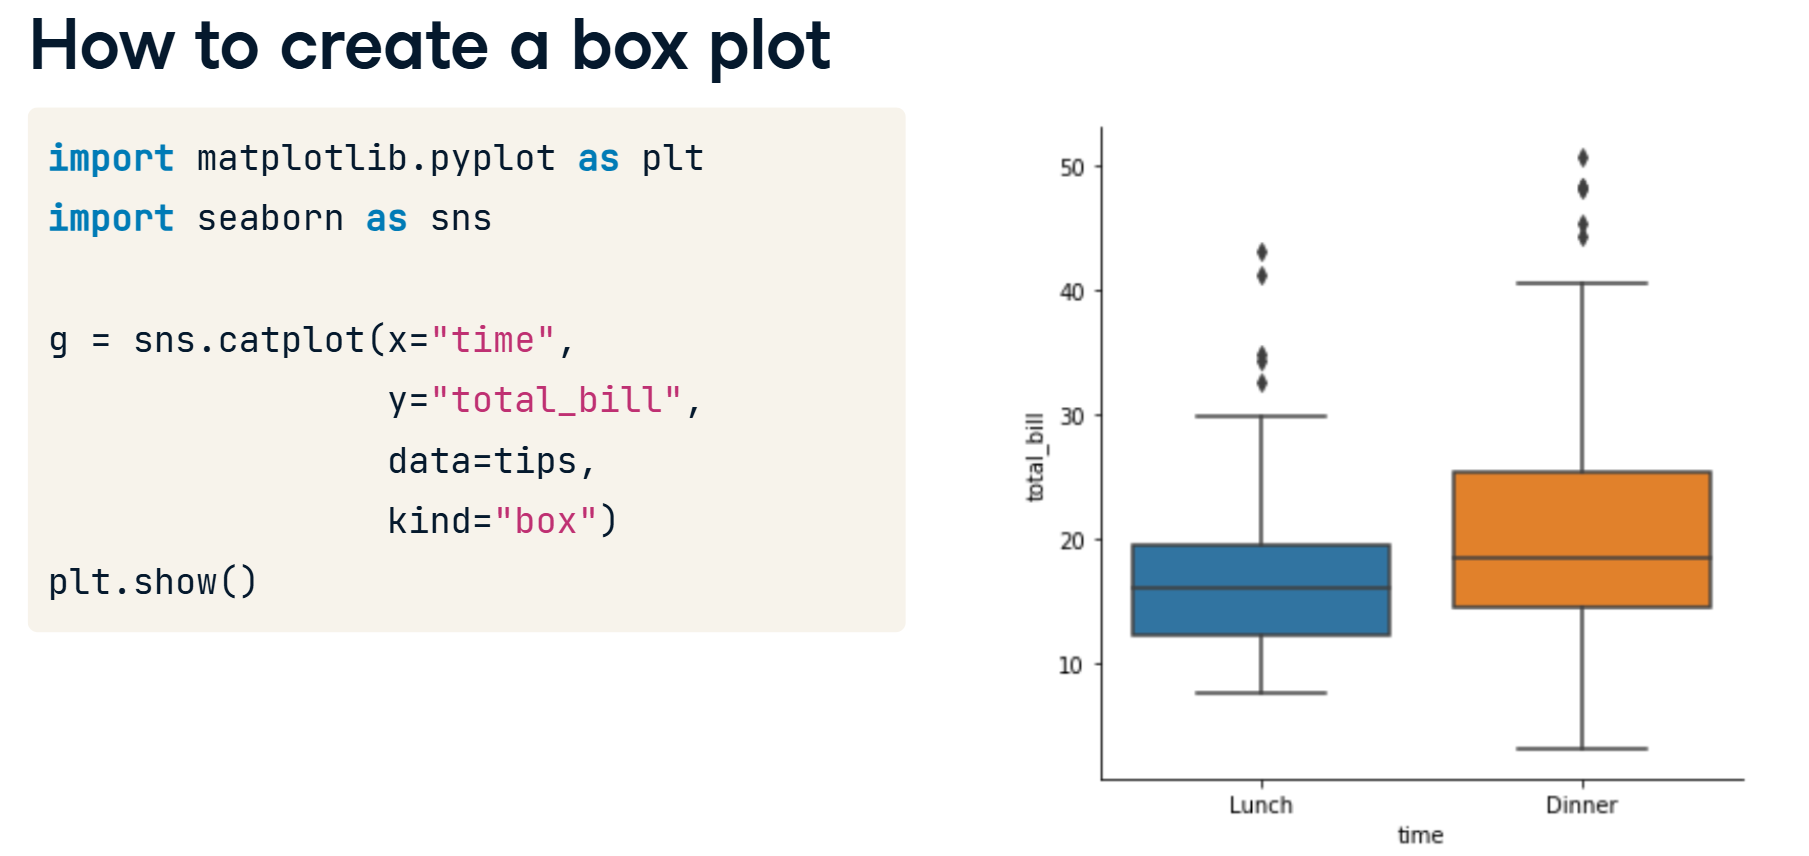 How to create a box plot
import matplotlib.pyplot as plt
import seaborn as sns
g = sns.catplot(x="time",
y="total_bill",
data=tips,
kind="box")
plt.show()
50
40
30
20
10
total_bill
Lunch Dinner
time